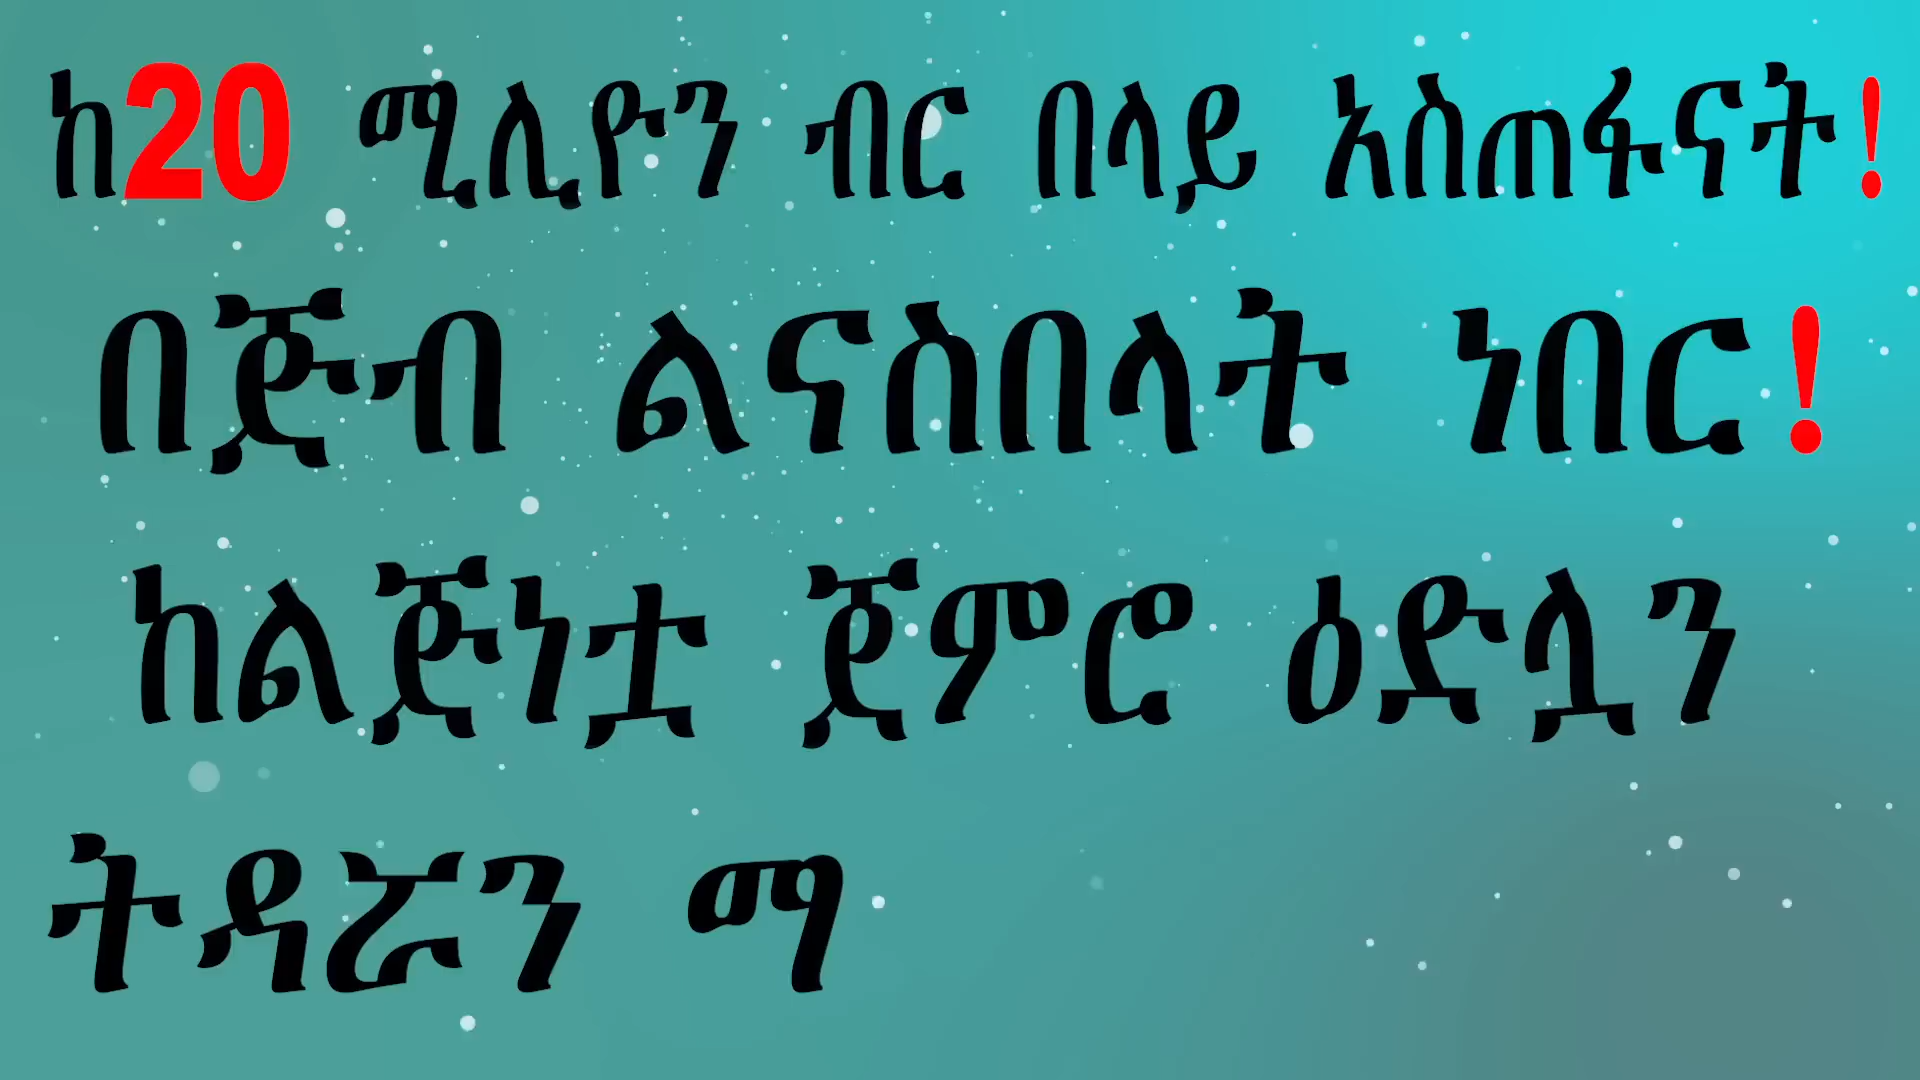 ከ20 ሚሊዮን ብር በላይ አስጠፋናት!
በጅብ ልናስበላት ነበር!
ከልጅነቷ ጀምሮ ዕድሏን
ትዳሯን ማ